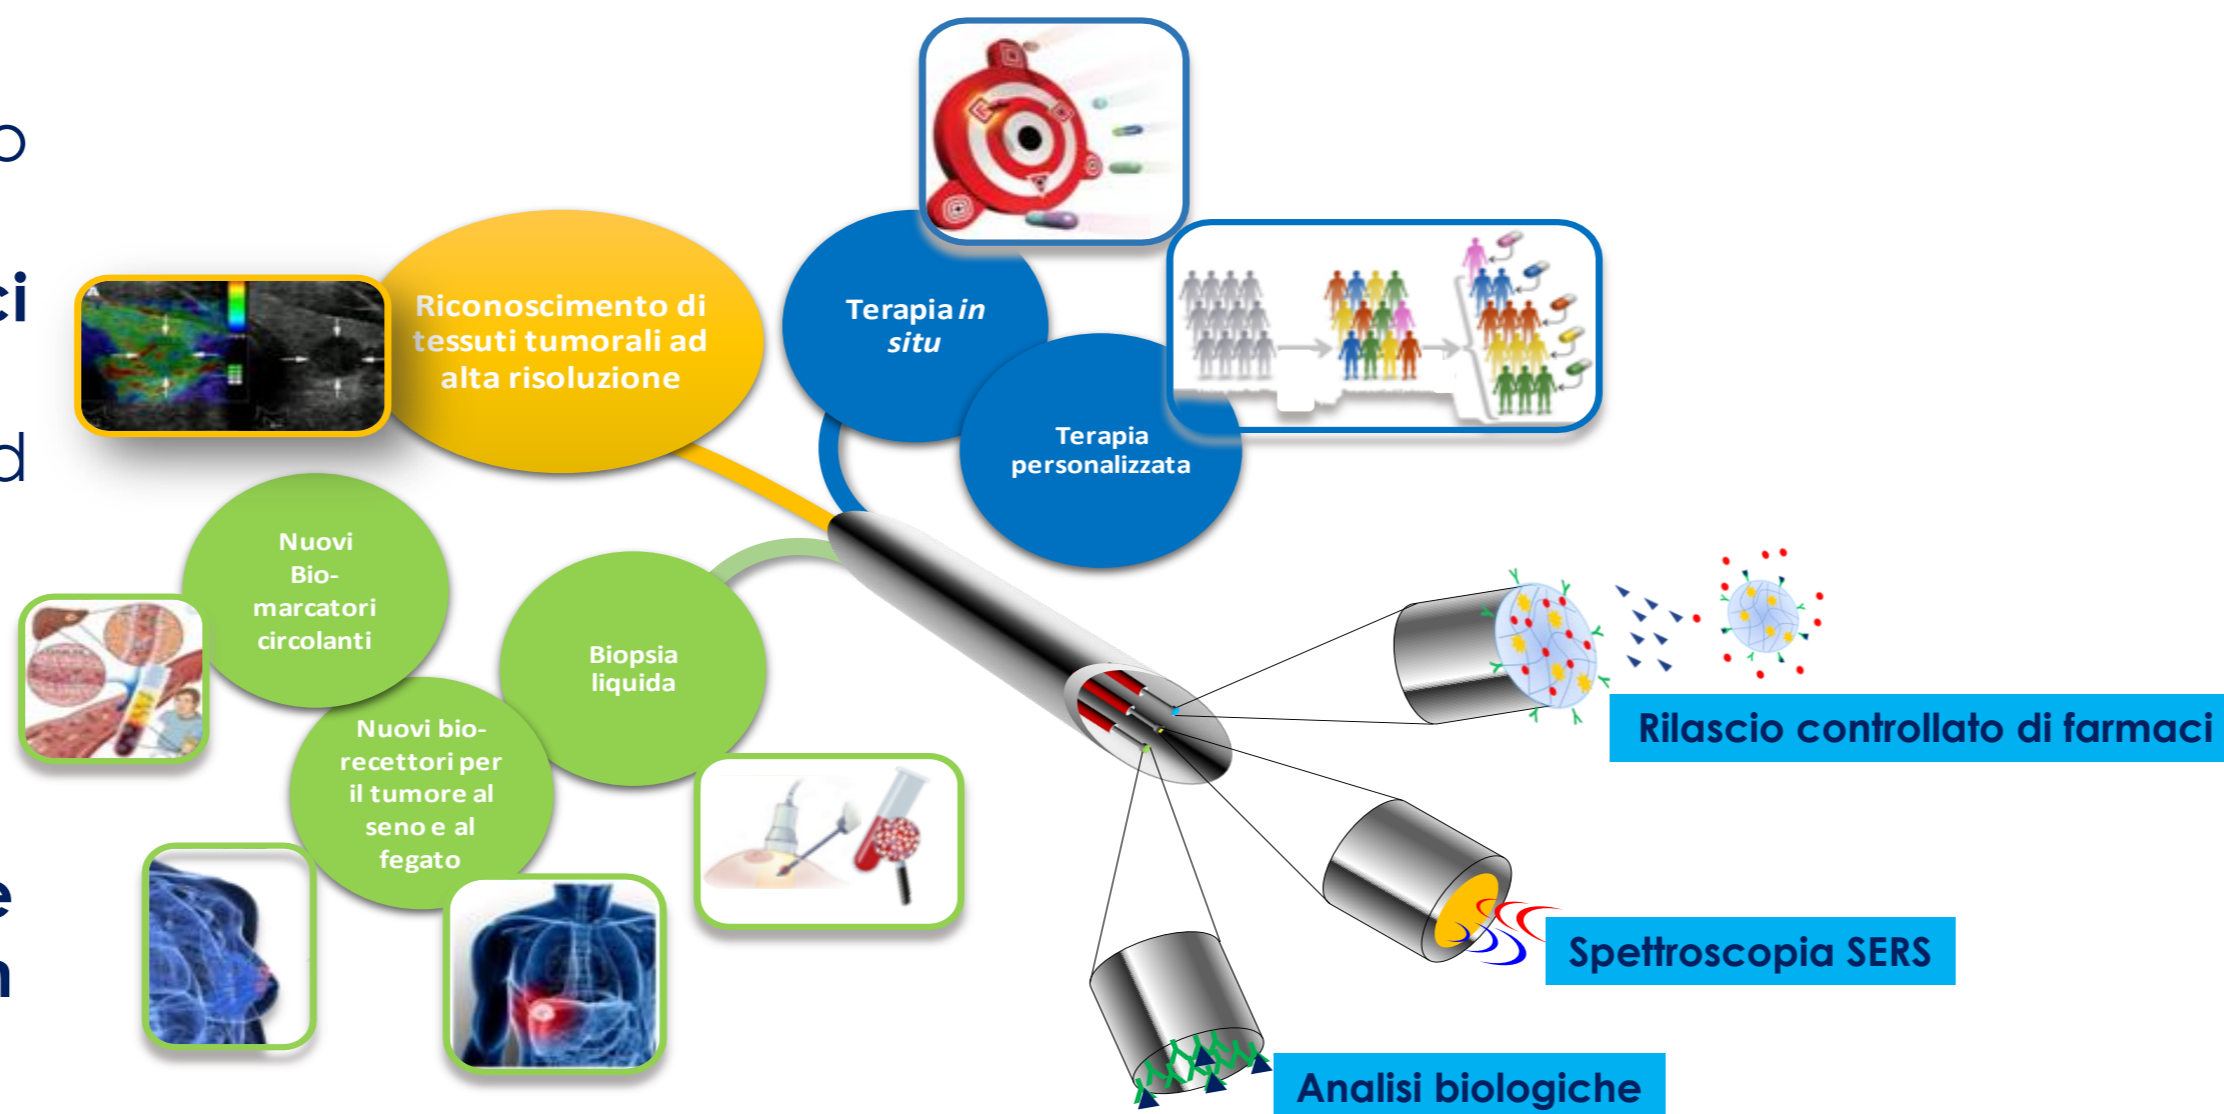 o
ci
d
e
n
Riconoscimento di
tessuti tumorali ad
alta risoluzione
Terapia in
situ
Terapia
personalizzata
Nuovi
Bio-
marcatori
circolanti
Biopsia
liquida
Nuovi bio-
recettori per
il tumore al
seno e al
fegato
Rilascio controllato di farmaci
Spettroscopia SERS
Analisi biologiche